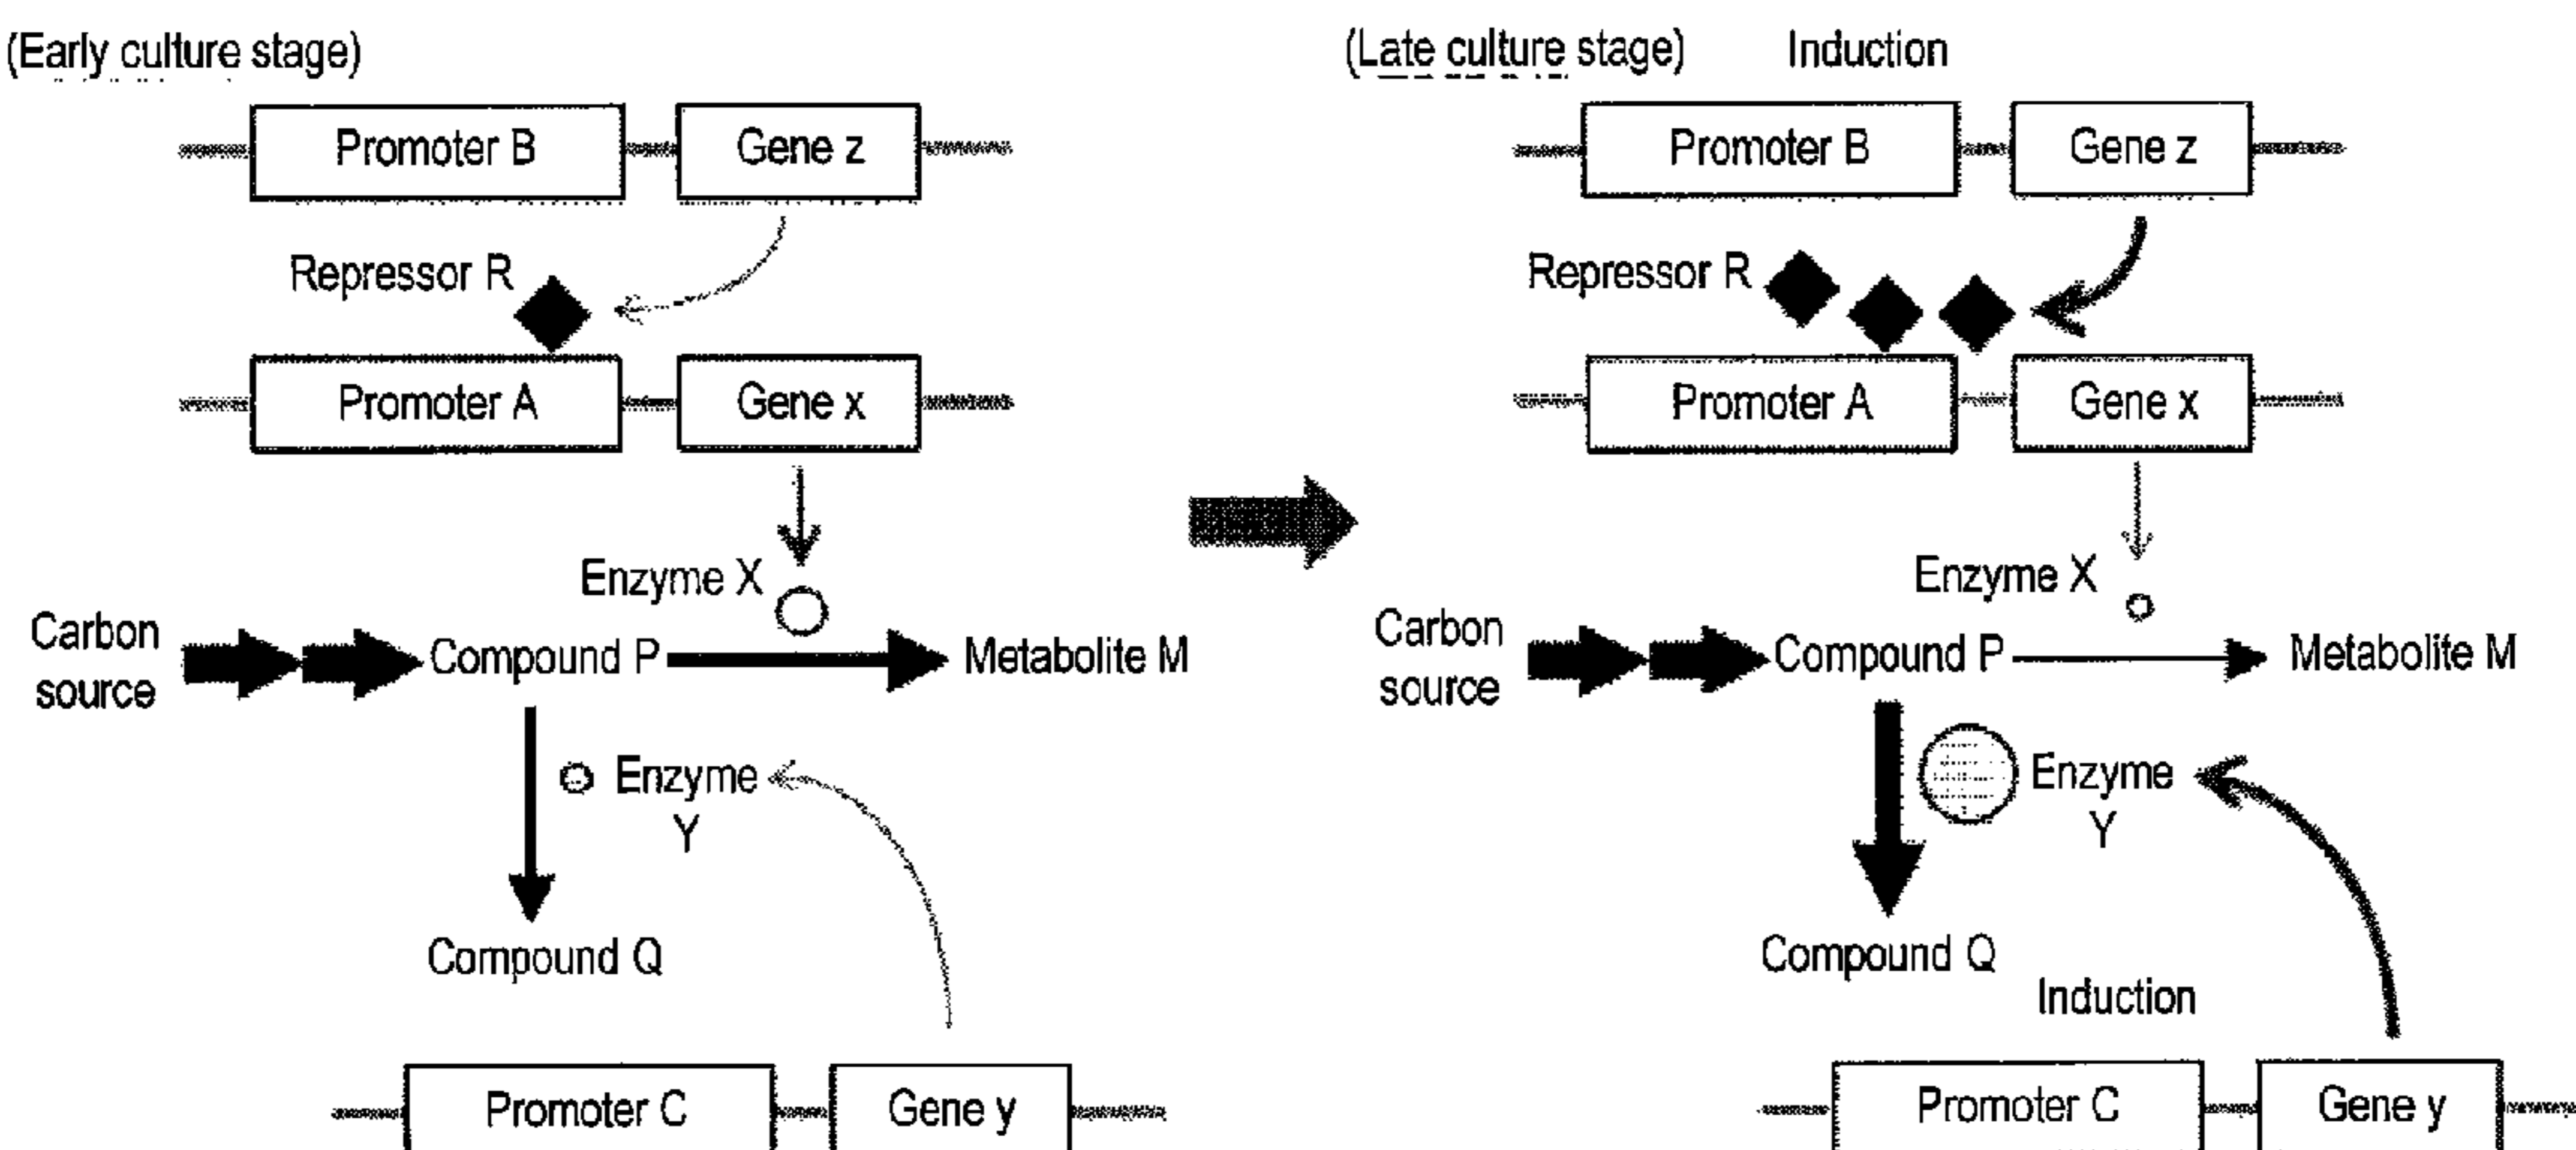 (Early culture stage)
Promoter B
Gene z
Repressor R
Promoter A
Gene x
Enzyme X
Carbon
source
Compound P
Metabolite M
Enzyme
Y
Compound Q
Promoter C
Gene y
(Late culture stage)
Induction
Promoter B
Gene z
Repressor R
Promoter A
Gene x
Enzyme X
Carbon
source
Compound P
Metabolite M
Enzyme
Y
Compound Q
Induction
Promoter C
Gene y